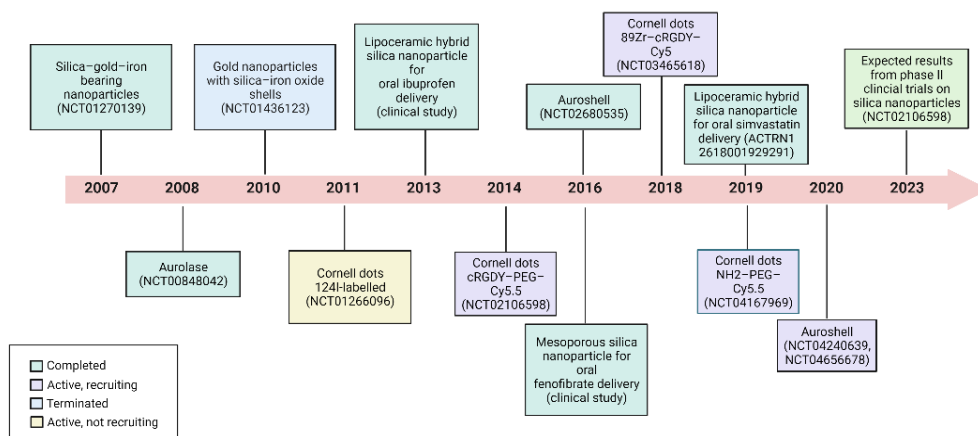 Silica–gold–iron
bearing
nanoparticles
(NCT01270139)
Gold nanoparticles
with silica–iron oxide
shells
(NCT01436123)
Lipoceramic hybrid
silica nanoparticle
for
oral ibuprofen
delivery
(clinical study)
Auroshell
(NCT02680535)
Cornell dots
89Zr–cRGDY–
Cy5
(NCT03465618)
Lipoceramic hybrid
silica nanoparticle
for oral simvastatin
delivery (ACTRN1
2618001929291)
Expected results
from phase II
clincial trials on
silica nanoparticles
(NCT02106598)
2007
2008
2010
2011
2013
2014
2016
2018
2019
2020
2023
Aurolase
(NCT00848042)
Cornell dots
124I-labelled
(NCT01266096)
Cornell dots
cRGDY–PEG–
Cy5.5
(NCT02106598)
Mesoporous silica
nanoparticle for
oral
fenofibrate delivery
(clinical study)
Cornell dots
NH2–PEG–
Cy5.5
(NCT04167969)
Auroshell
(NCT04240639,
NCT04656678)
Completed
Active, recruiting
Terminated
Active, not recruiting